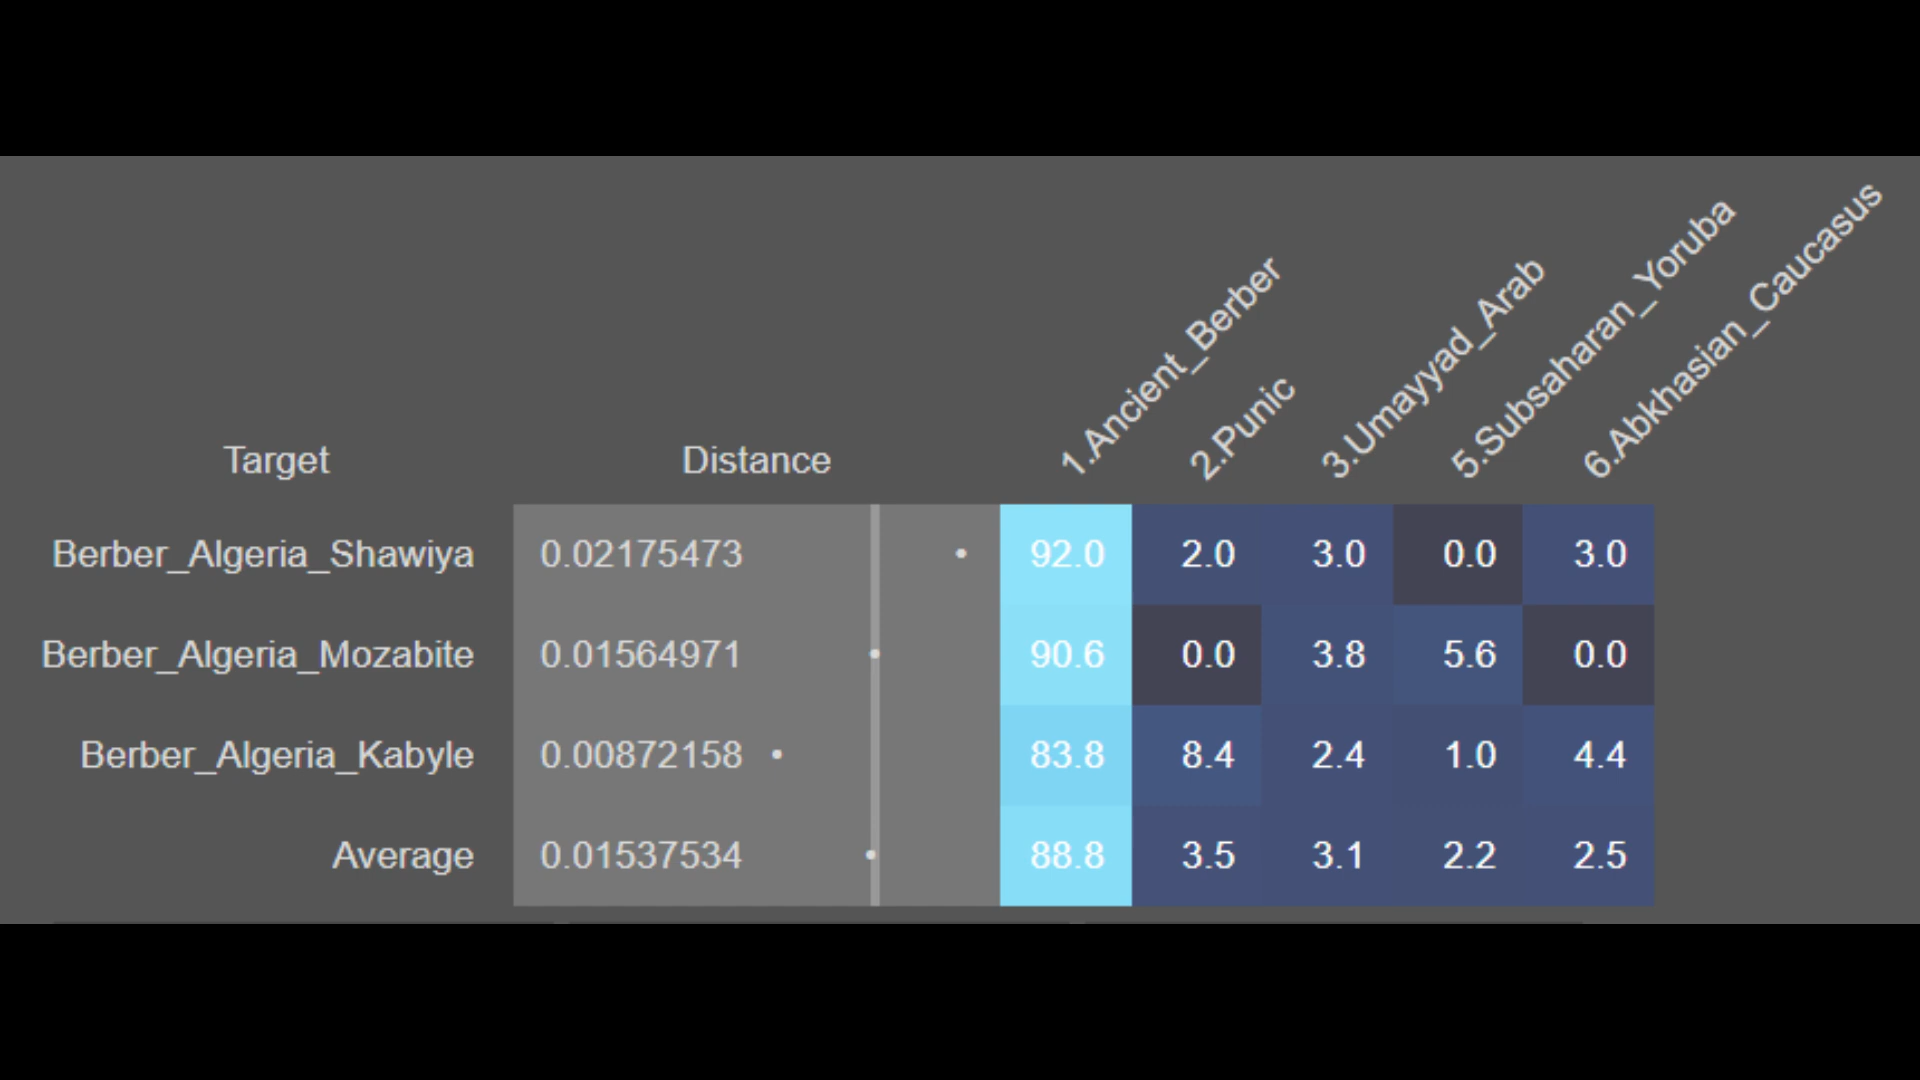 Target Distance 1.Ancient_Berber 2.Punic 3.Umayyad_Arab 5.Subsaharan_Yoruba 6.Abkhasian_Caucasus
Berber_Algeria_Shawiya 0.02175473 92.0 2.0 3.0 0.0 3.0
Berber_Algeria_Mozabite 0.01564971 90.6 0.0 3.8 5.6 0.0
Berber_Algeria_Kabyle 0.00872158 83.8 8.4 2.4 1.0 4.4
Average 0.01537534 88.8 3.5 3.1 2.2 2.5